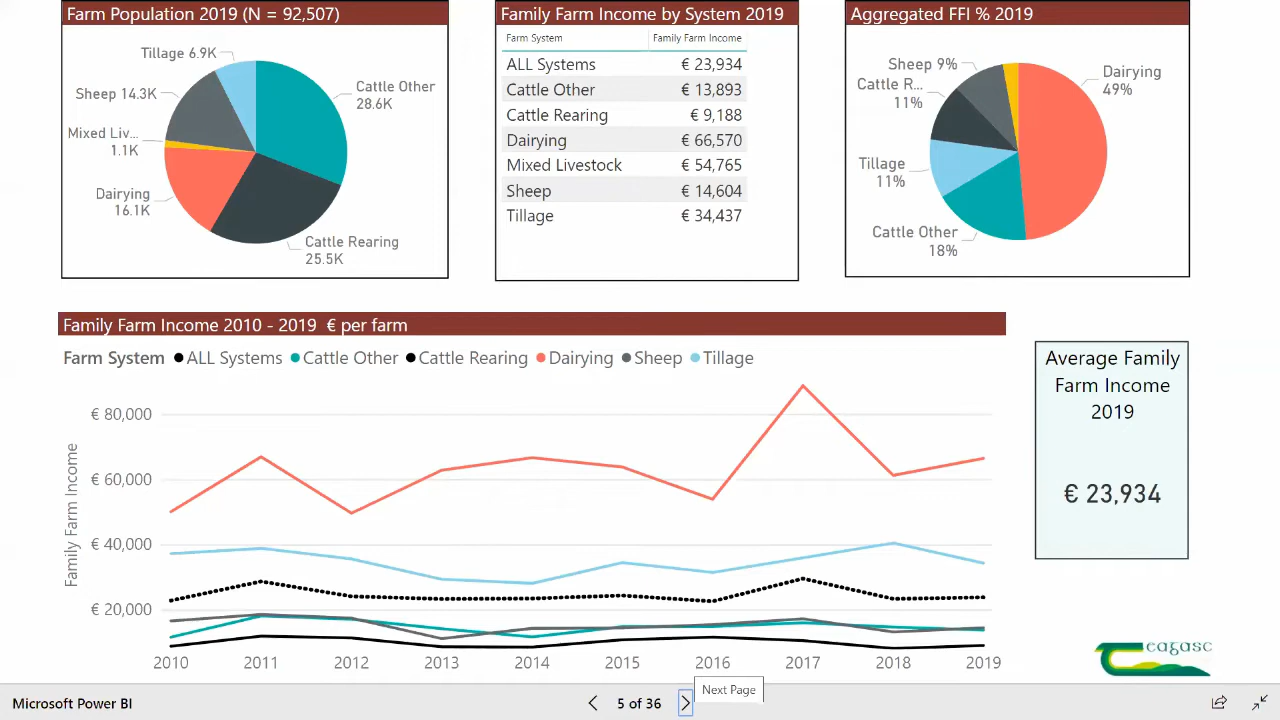 Farm Population 2019 (N = 92,507)
Tillage 6.9K
Cattle Other
28.6K
Sheep 14.3K
Mixed Liv...
1.1K
Dairying
16.1K
Cattle Rearing
25.5K
Family Farm Income by System 2019
Farm System Family Farm Income
ALL Systems € 23,934
Cattle Other € 13,893
Cattle Rearing € 9,188
Dairying € 66,570
Mixed Livestock € 54,765
Sheep € 14,604
Tillage € 34,437
Aggregated FFI % 2019
Sheep 9%
Cattle R...
11%
Dairying
49%
Tillage
11%
Cattle Other
18%
Family Farm Income 2010 - 2019 € per farm
Farm System ALL Systems Cattle Other Cattle Rearing Dairying Sheep Tillage
Family Farm Income
€ 80,000
€ 60,000
€ 40,000
€ 20,000
2010 2011 2012 2013 2014 2015 2016 2017 2018 2019
Average Family
Farm Income
2019
€ 23,934
Teagasc
Microsoft Power BI
5 of 36
Next Page